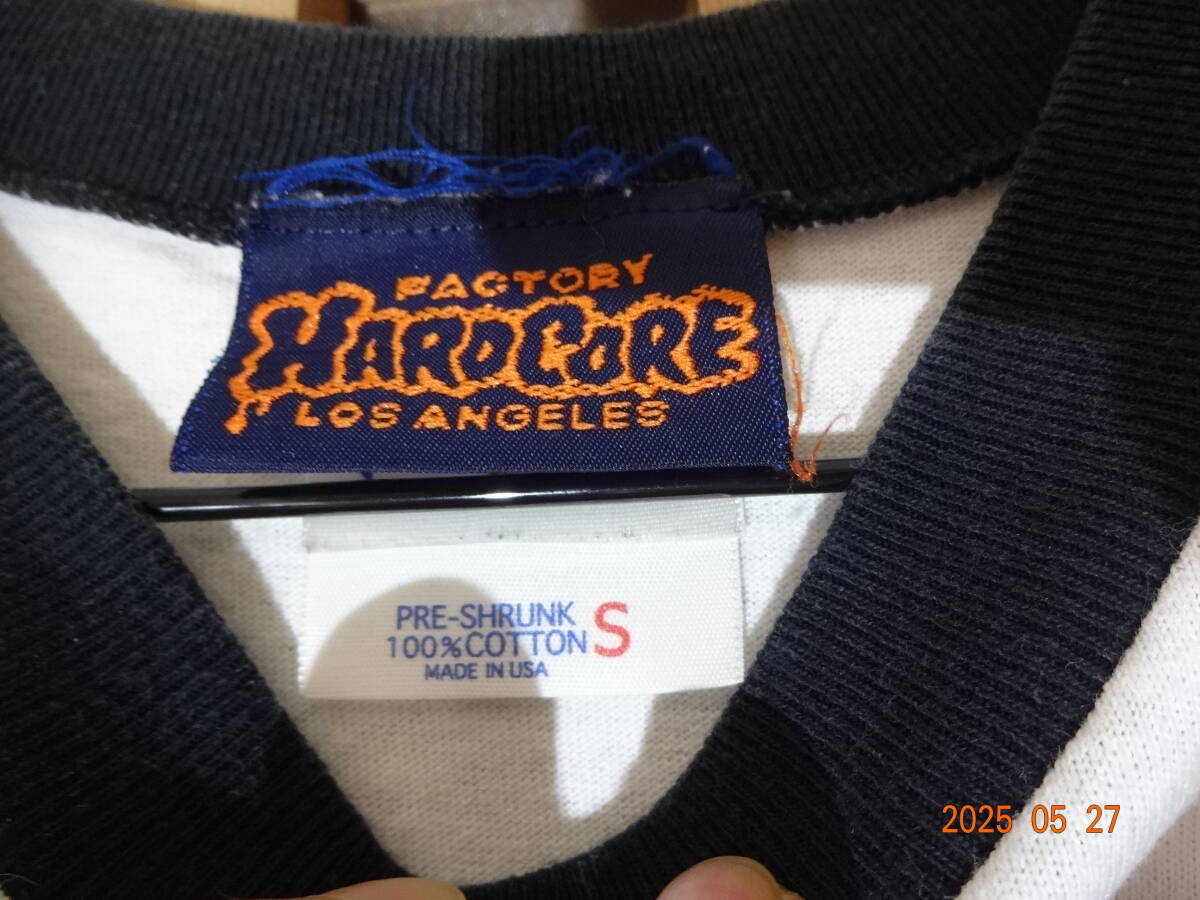 FACTORY
HARDCORE
LOS ANGELES
PRE-SHRUNK
100%COTTON S
MADE IN USA
2025 05 27